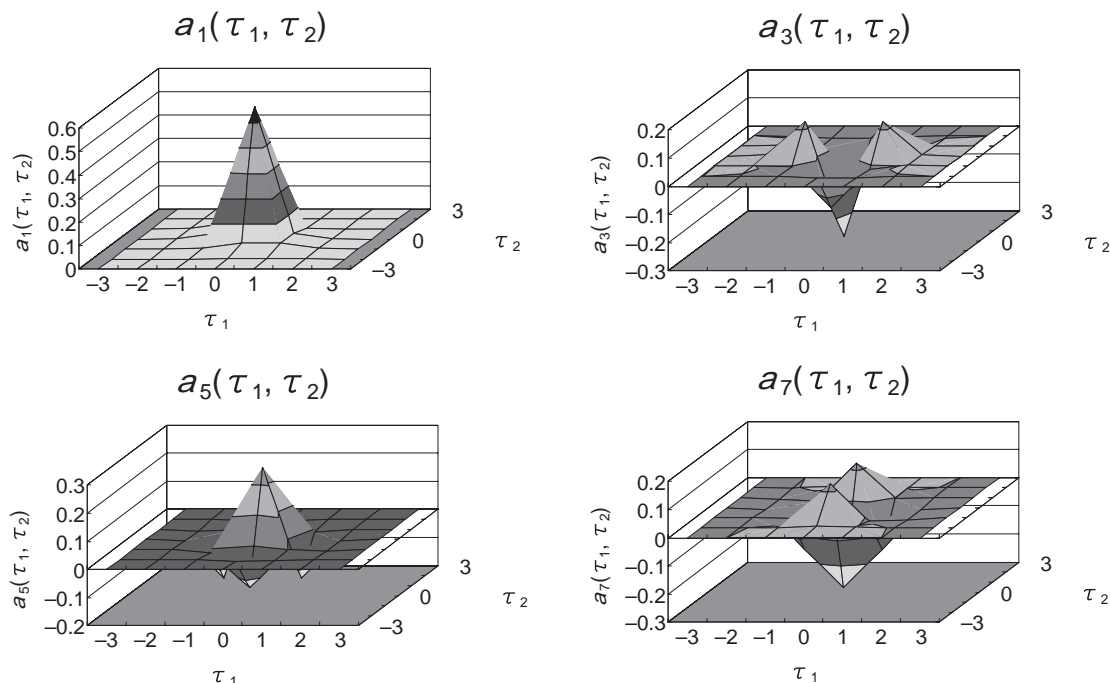 a1(τ1, τ2)
0.6
0.5
0.4
0.3
0.2
0.1
0
a1(τ1, τ2)
–3 –2 –1 0 1 2 3
τ1
–3
0
3
τ2
a3(τ1, τ2)
0.2
0.1
0
–0.1
–0.2
–0.3
a3(τ1, τ2)
–3 –2 –1 0 1 2 3
τ1
–3
0
3
τ2
a5(τ1, τ2)
0.3
0.2
0.1
0
–0.1
–0.2
a5(τ1, τ2)
–3 –2 –1 0 1 2 3
τ1
–3
0
3
τ2
a7(τ1, τ2)
0.2
0.1
0
–0.1
–0.2
–0.3
a7(τ1, τ2)
–3 –2 –1 0 1 2 3
τ1
–3
0
3
τ2